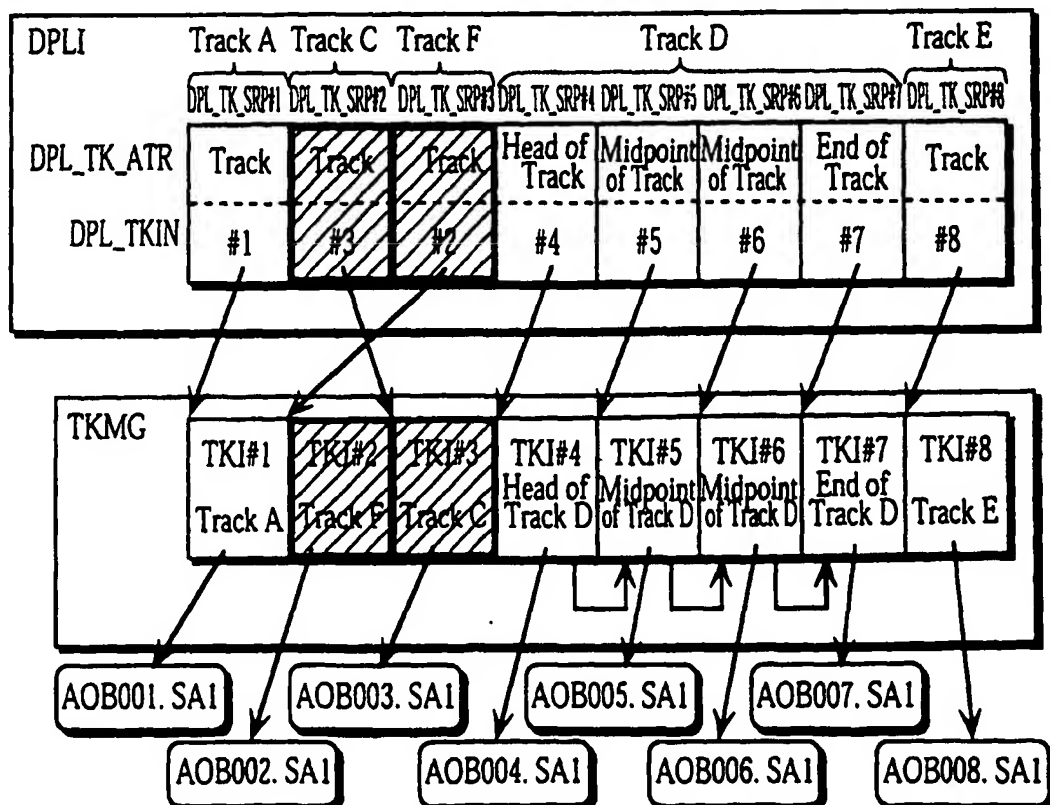 DPLI Track A Track C Track F Track D Track E
DPL_TK_SRP#1 DPL_TK_SRP#2 DPL_TK_SRP#3 DPL_TK_SRP#4 DPL_TK_SRP#5 DPL_TK_SRP#6 DPL_TK_SRP#7 DPL_TK_SRP#8
DPL_TK_ATR Track Track Track Head of Track Midpoint of Track Midpoint of Track End of Track Track
DPL_TKIN #1 #3 #2 #4 #5 #6 #7 #8
TKMG
TKI#1 TKI#2 TKI#3 TKI#4 TKI#5 TKI#6 TKI#7 TKI#8
Track A Track F Track C Head of Track D Midpoint of Track D Midpoint of Track D End of Track D Track E
AOB001. SA1 AOB003. SA1 AOB005. SA1 AOB007. SA1
AOB002. SA1 AOB004. SA1 AOB006. SA1 AOB008. SA1